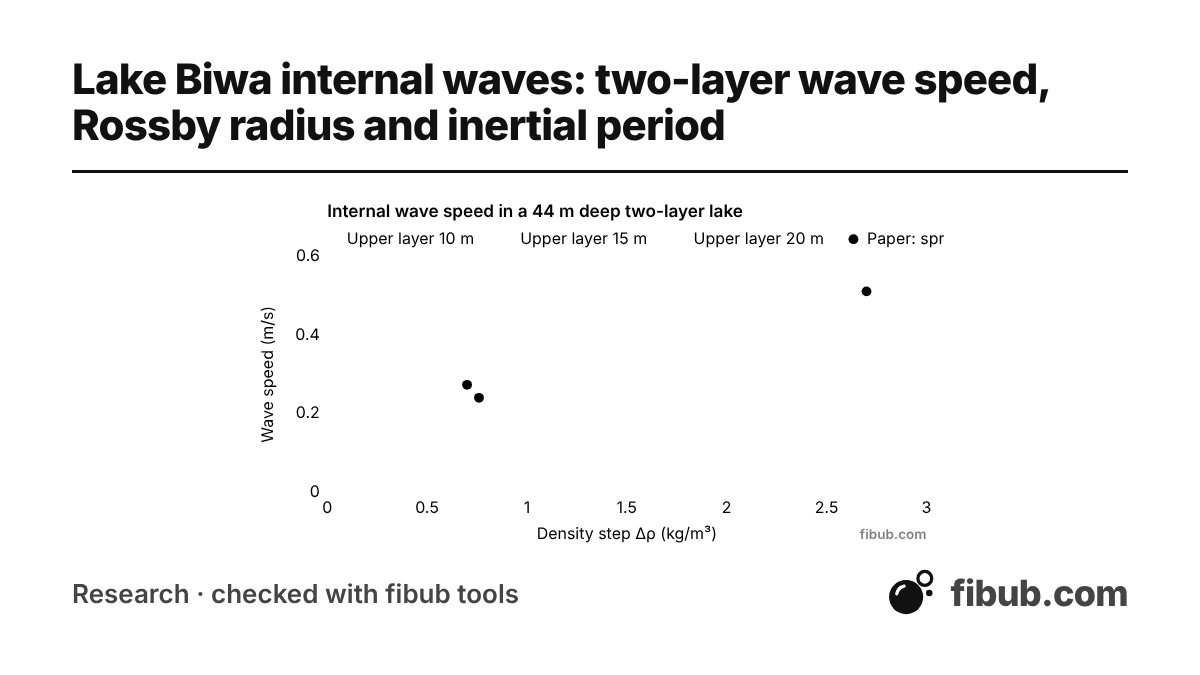 Lake Biwa internal waves: two-layer wave speed,
Rossby radius and inertial period
Internal wave speed in a 44 m deep two-layer lake
Upper layer 10 m Upper layer 15 m Upper layer 20 m Paper: spr
0.6
0.4
0.2
0
Wave speed (m/s)
0 0.5 1 1.5 2 2.5 3
Density step Δρ (kg/m³)
fibub.com
Research · checked with fibub tools
fibub.com